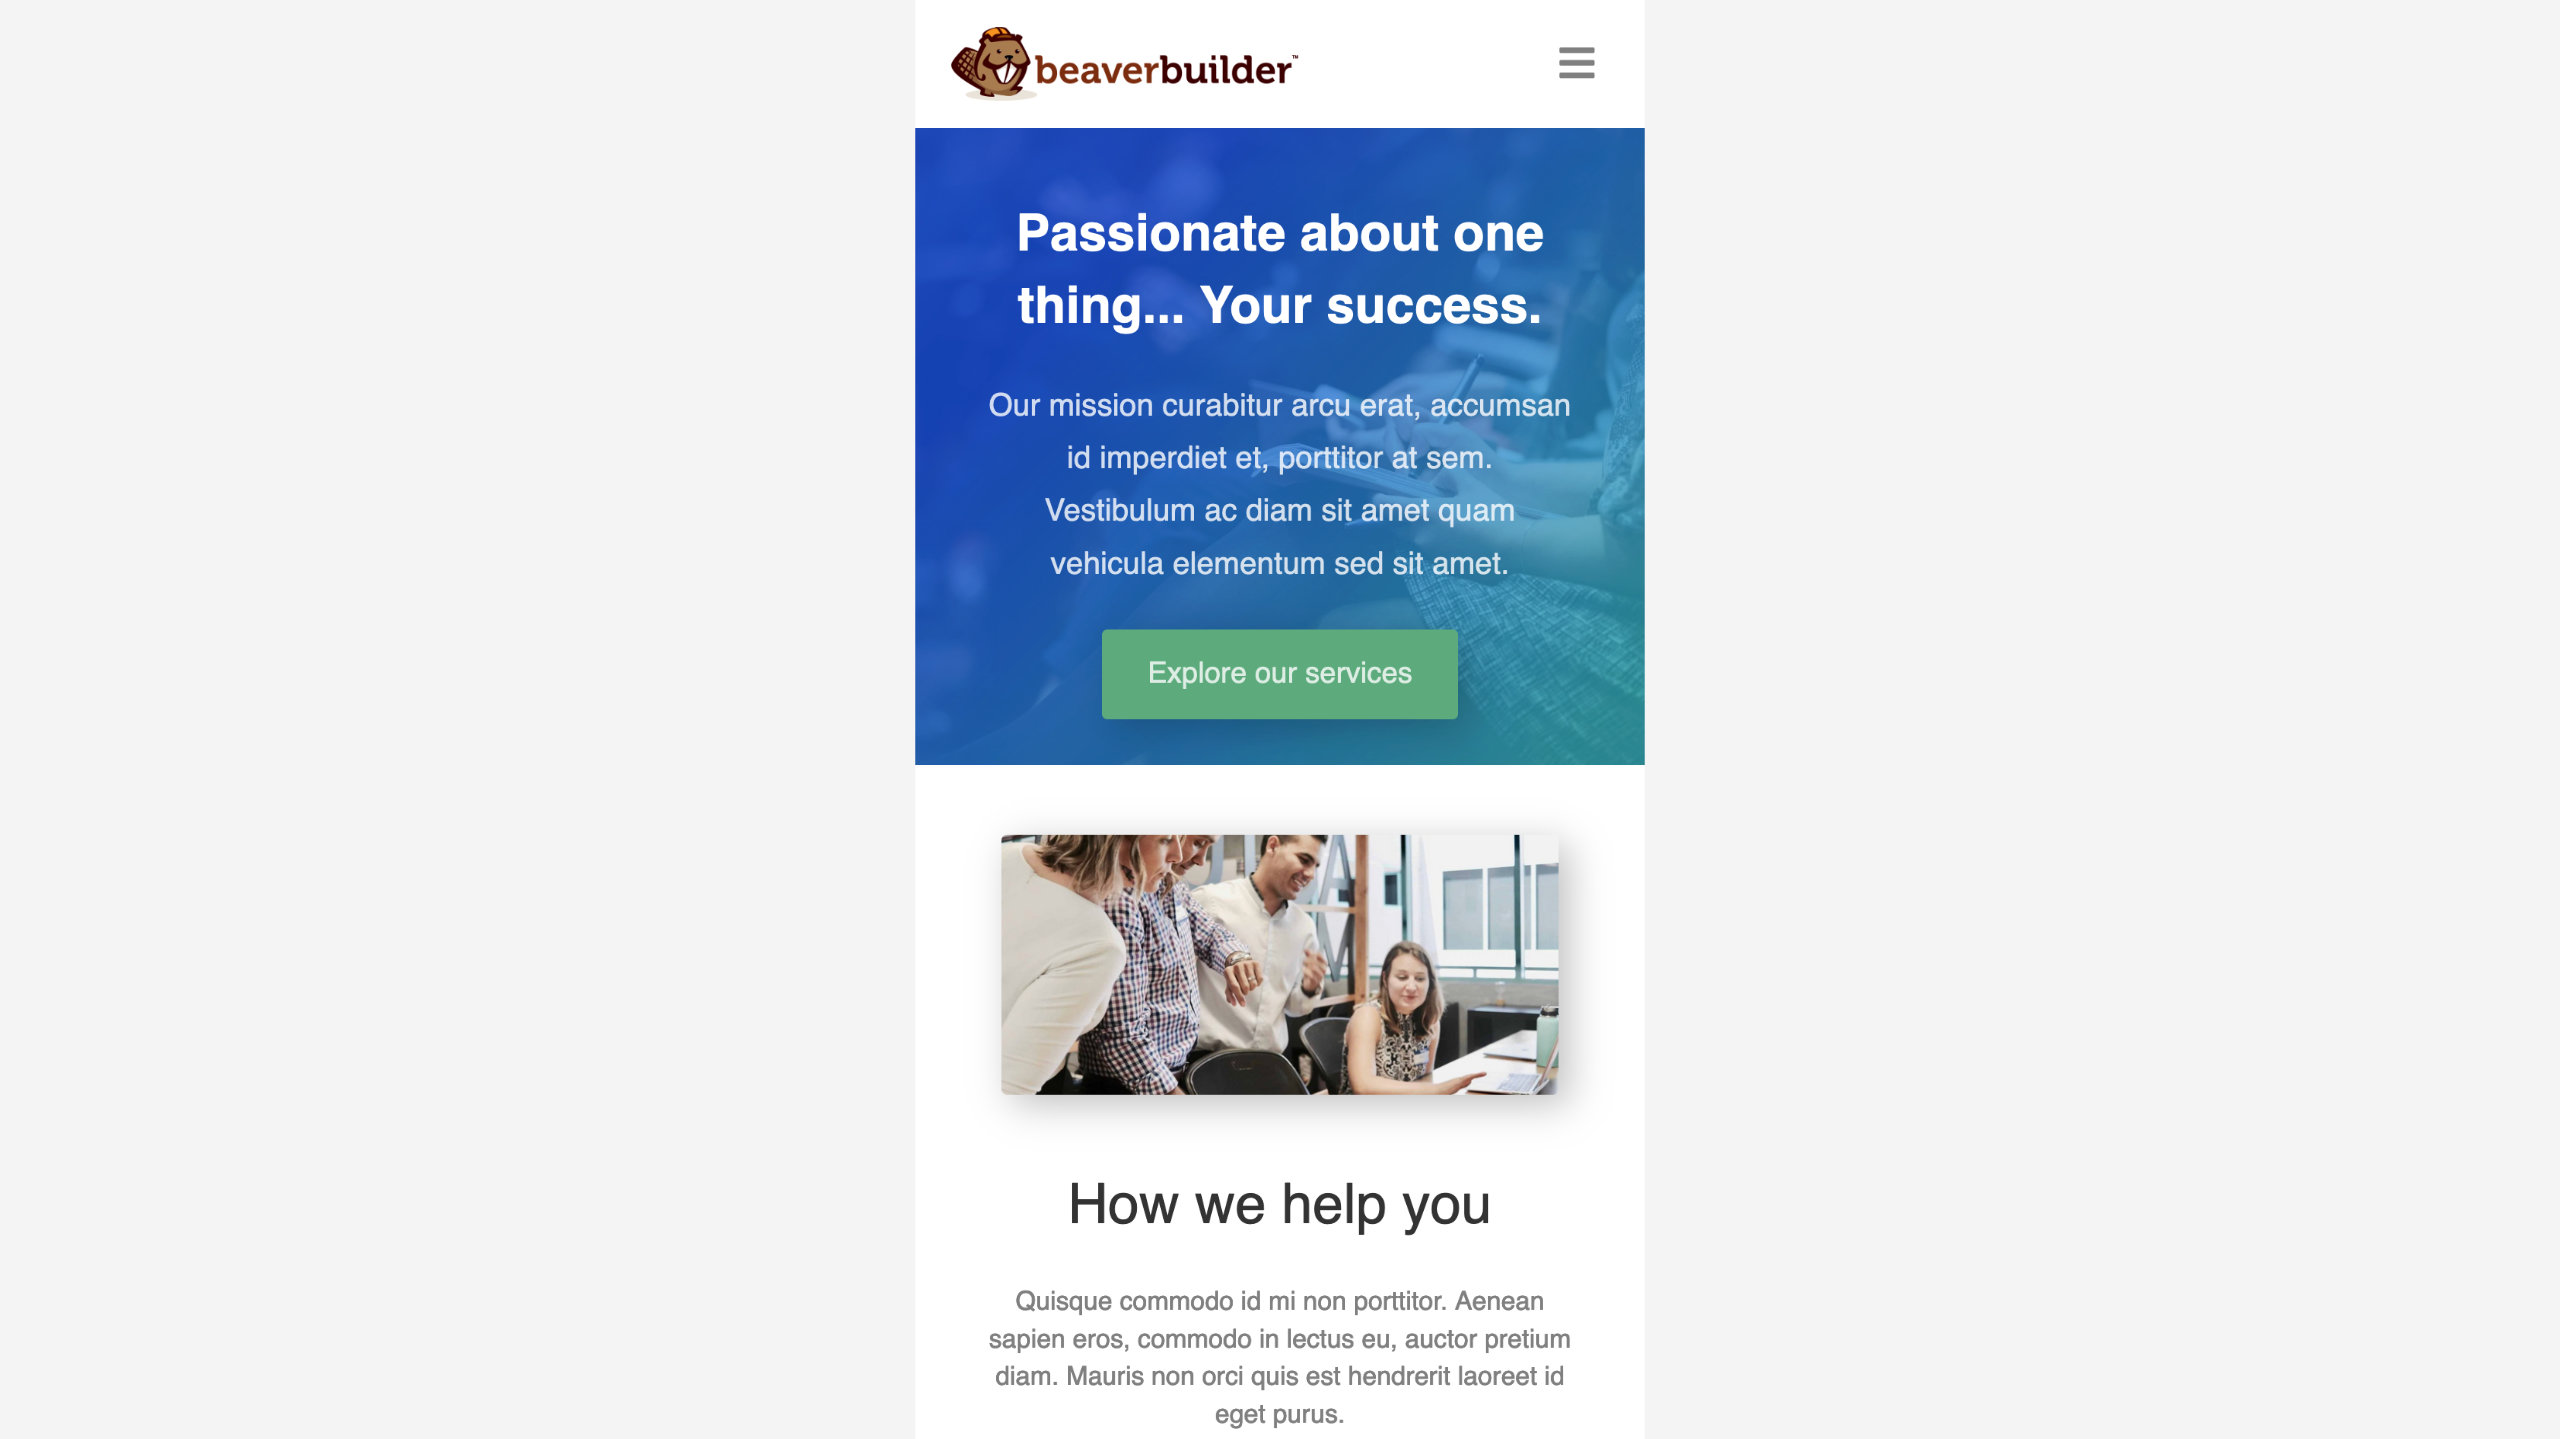 beaverbuilder™
Passionate about one
thing... Your success.
Our mission curabitur arcu erat, accumsan
id imperdiet et, porttitor at sem.
Vestibulum ac diam sit amet quam
vehicula elementum sed sit amet.
Explore our services
How we help you
Quisque commodo id mi non porttitor. Aenean
sapien eros, commodo in lectus eu, auctor pretium
diam. Mauris non orci quis est hendrerit laoreet id
eget purus.